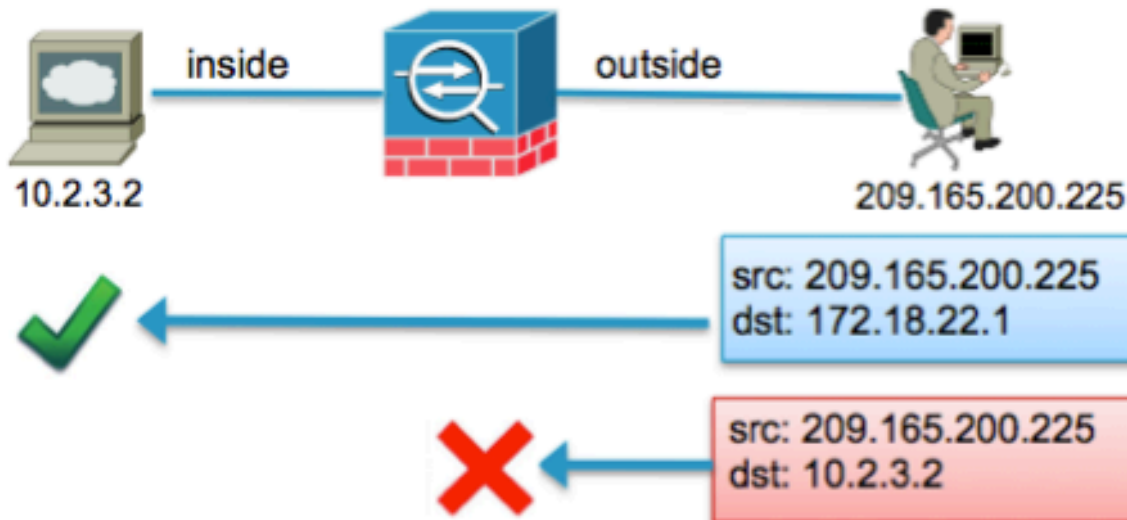 inside
outside
10.2.3.2
209.165.200.225
src: 209.165.200.225
dst: 172.18.22.1
src: 209.165.200.225
dst: 10.2.3.2